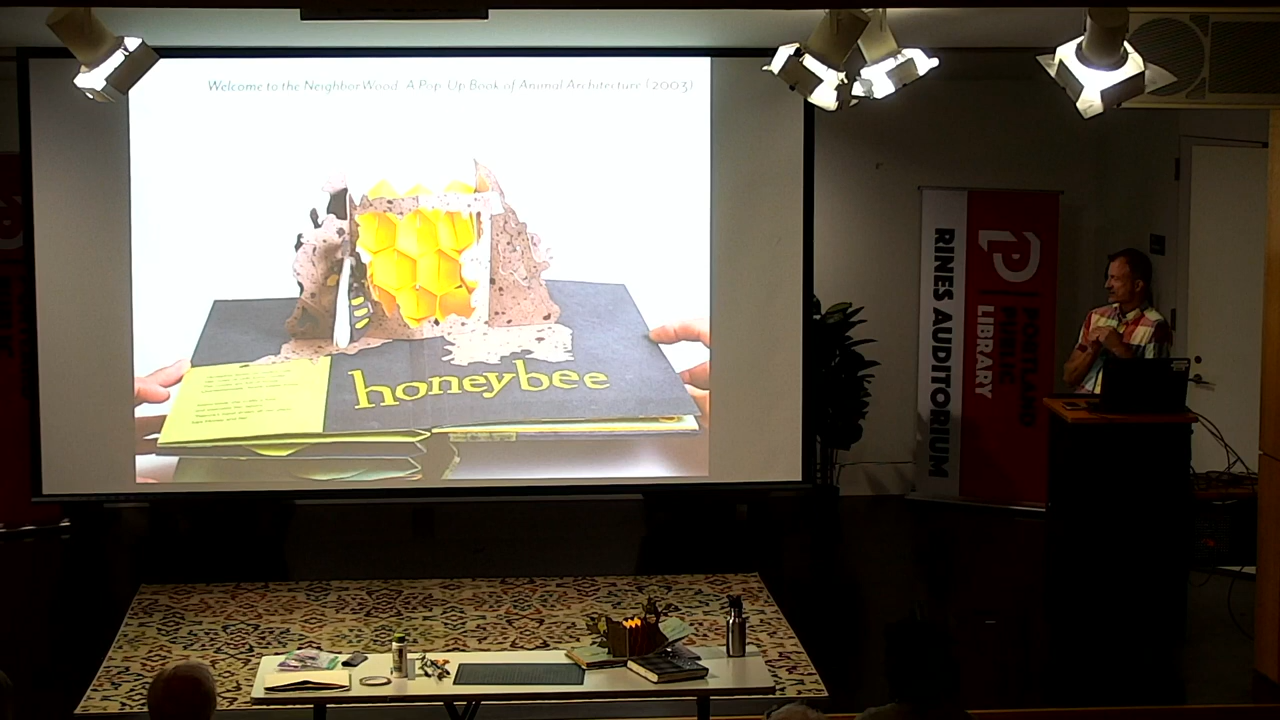 Welcome to the NeighborWood: A Pop-Up Book of Animal Architecture (2003)
honeybee
RINES AUDITORIUM
PORTLAND
PUBLIC
LIBRARY